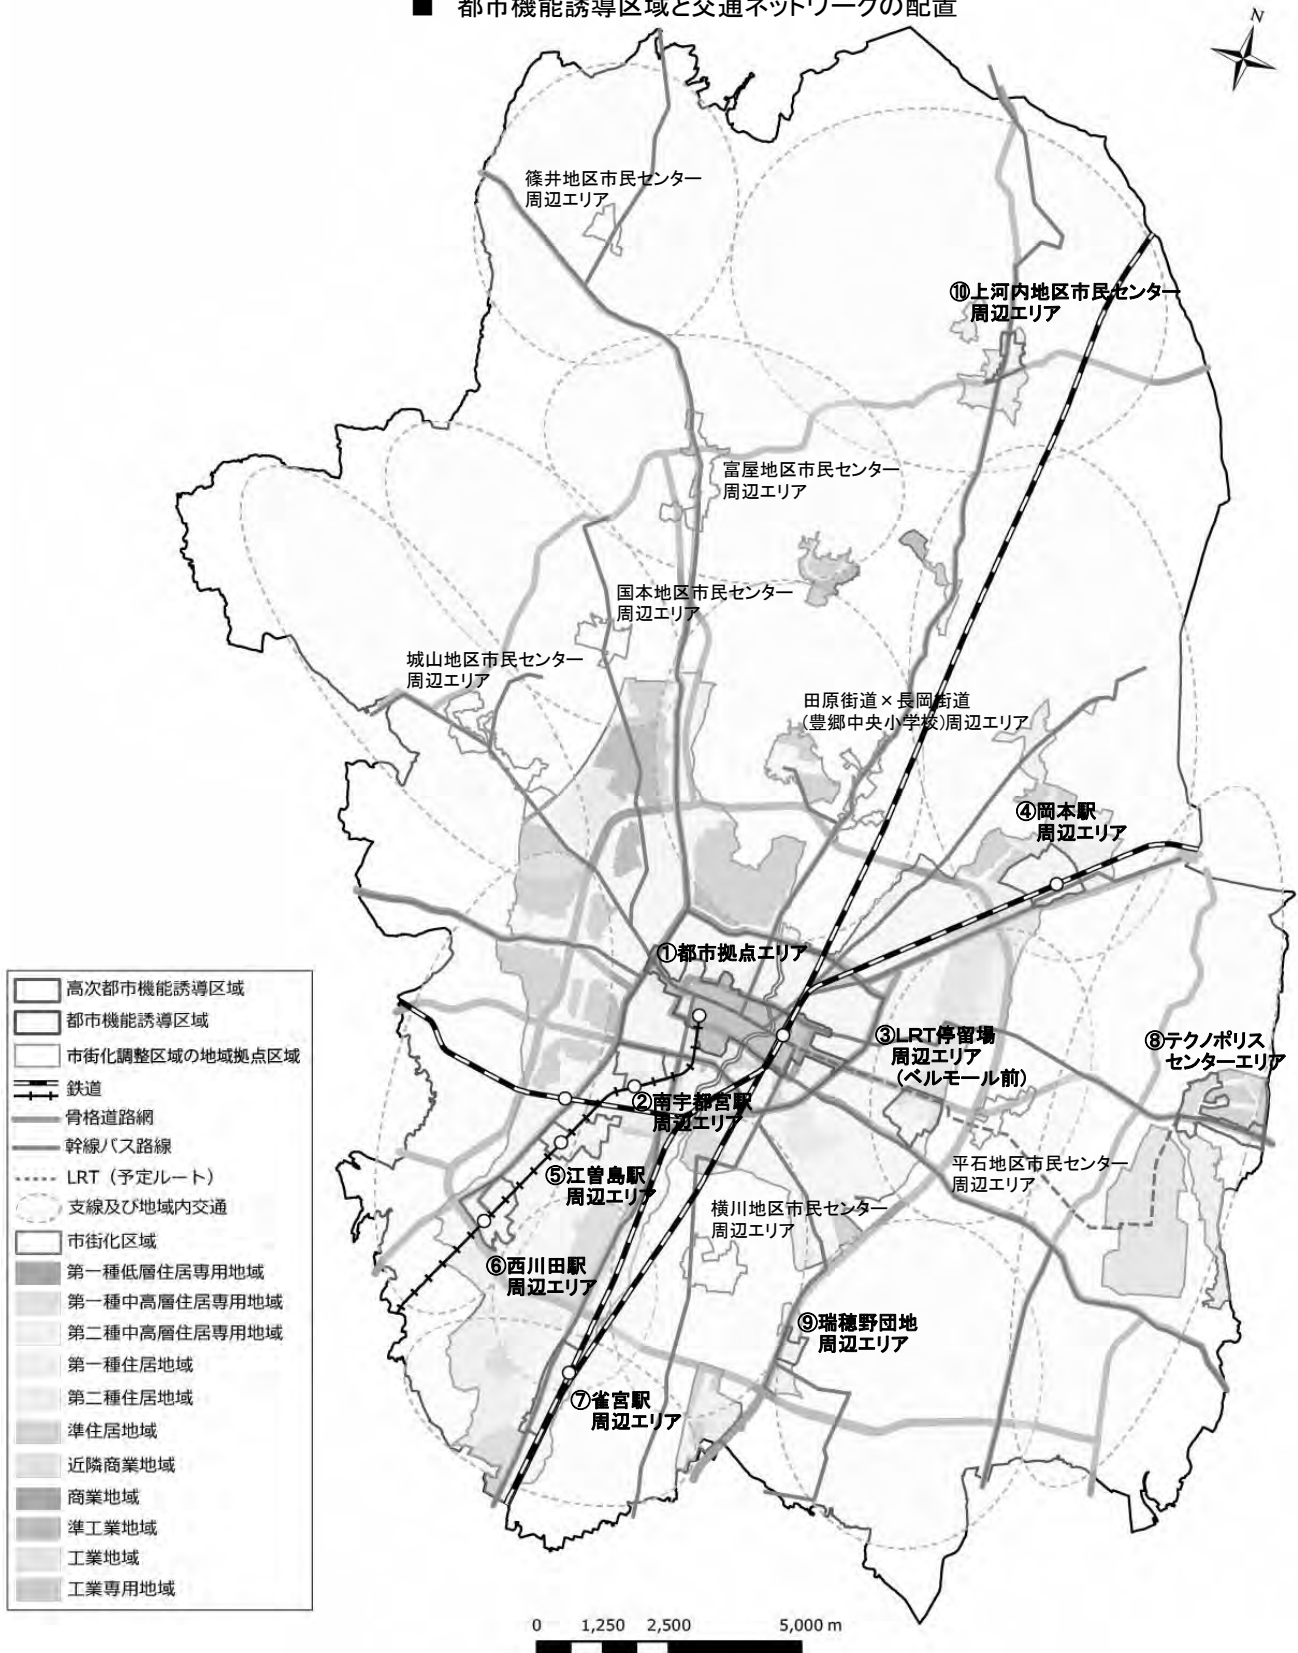 ■ 都市機能誘導区域と交通ネットワークの配置
N
篠井地区市民センター
周辺エリア
⑩上河内地区市民センター
周辺エリア
富屋地区市民センター
周辺エリア
国本地区市民センター
周辺エリア
城山地区市民センター
周辺エリア
田原街道×長岡街道
(豊郷中央小学校)周辺エリア
④岡本駅
周辺エリア
①都市拠点エリア
③LRT停留場
周辺エリア
(ベルモール前)
⑧テクノポリス
センターエリア
②南宇都宮駅
周辺エリア
平石地区市民センター
周辺エリア
⑤江曽島駅
周辺エリア
横川地区市民センター
周辺エリア
⑥西川田駅
周辺エリア
⑨瑞穂野団地
周辺エリア
⑦雀宮駅
周辺エリア
高次都市機能誘導区域
都市機能誘導区域
市街化調整区域の地域拠点区域
鉄道
骨格道路網
幹線バス路線
LRT（予定ルート）
支線及び地域内交通
市街化区域
第一種低層住居専用地域
第一種中高層住居専用地域
第二種中高層住居専用地域
第一種住居地域
第二種住居地域
準住居地域
近隣商業地域
商業地域
準工業地域
工業地域
工業専用地域
0 1,250 2,500 5,000 m